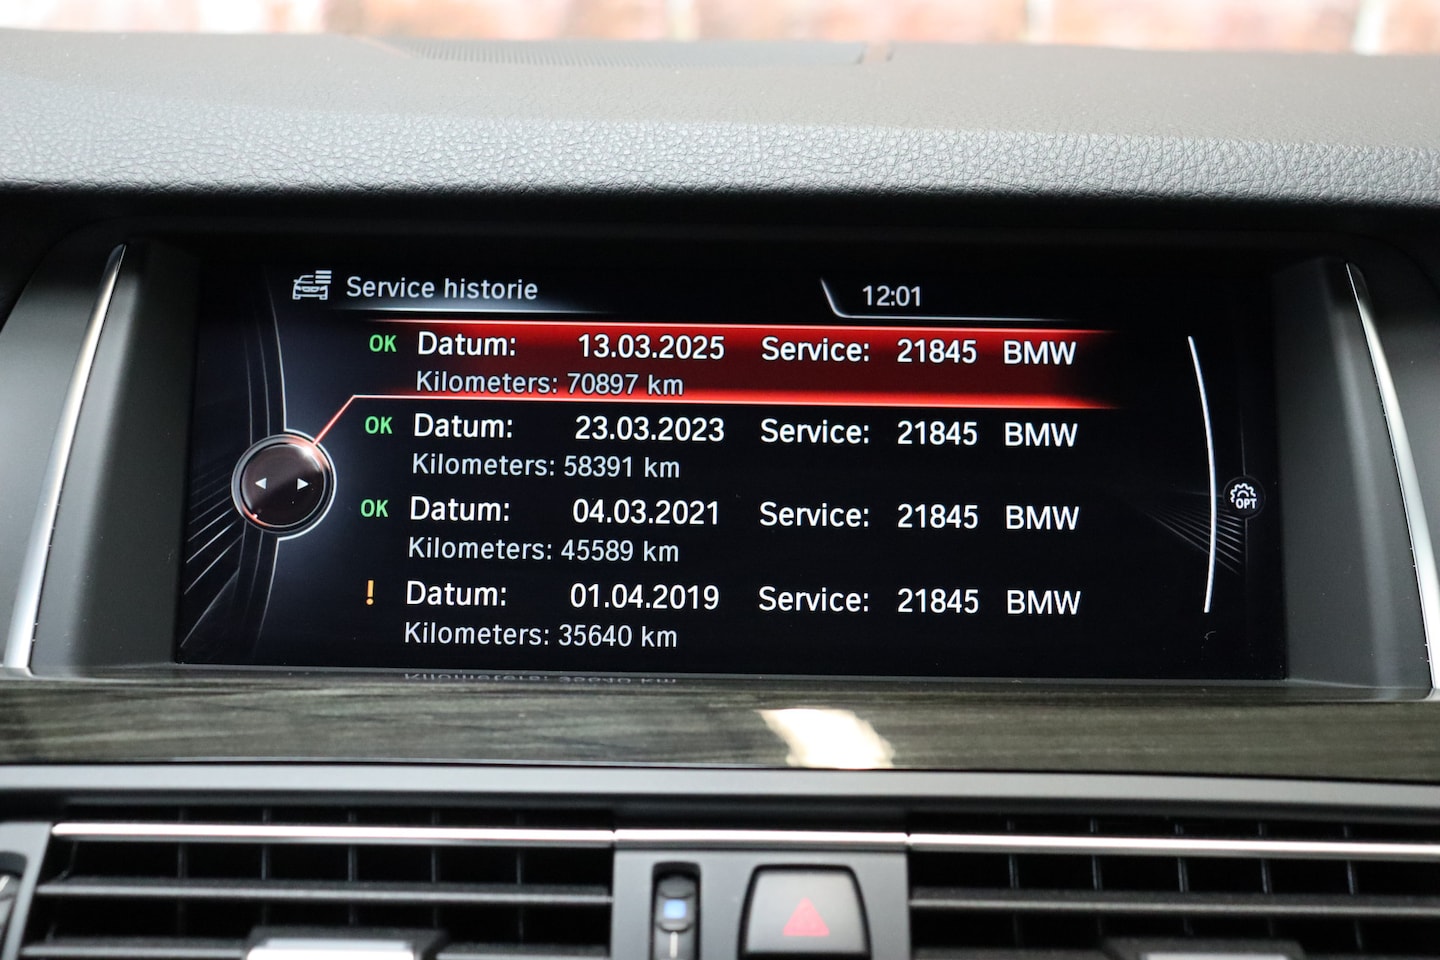 Service historie 12:01
OK Datum: 13.03.2025 Service: 21845 BMW
Kilometers: 70897 km
OK Datum: 23.03.2023 Service: 21845 BMW
Kilometers: 58391 km
OPT
OK Datum: 04.03.2021 Service: 21845 BMW
Kilometers: 45589 km
! Datum: 01.04.2019 Service: 21845 BMW
Kilometers: 35640 km